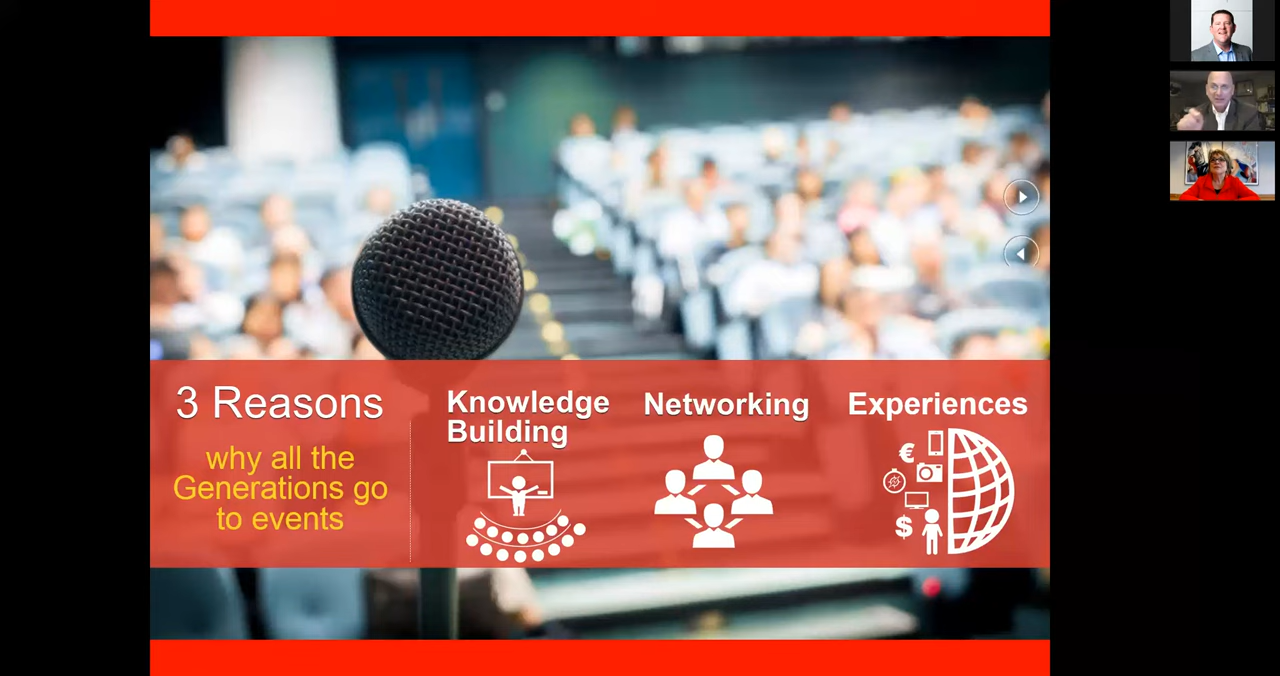 3 Reasons
why all the
Generations go
to events
Knowledge
Building
Networking
Experiences
€
$